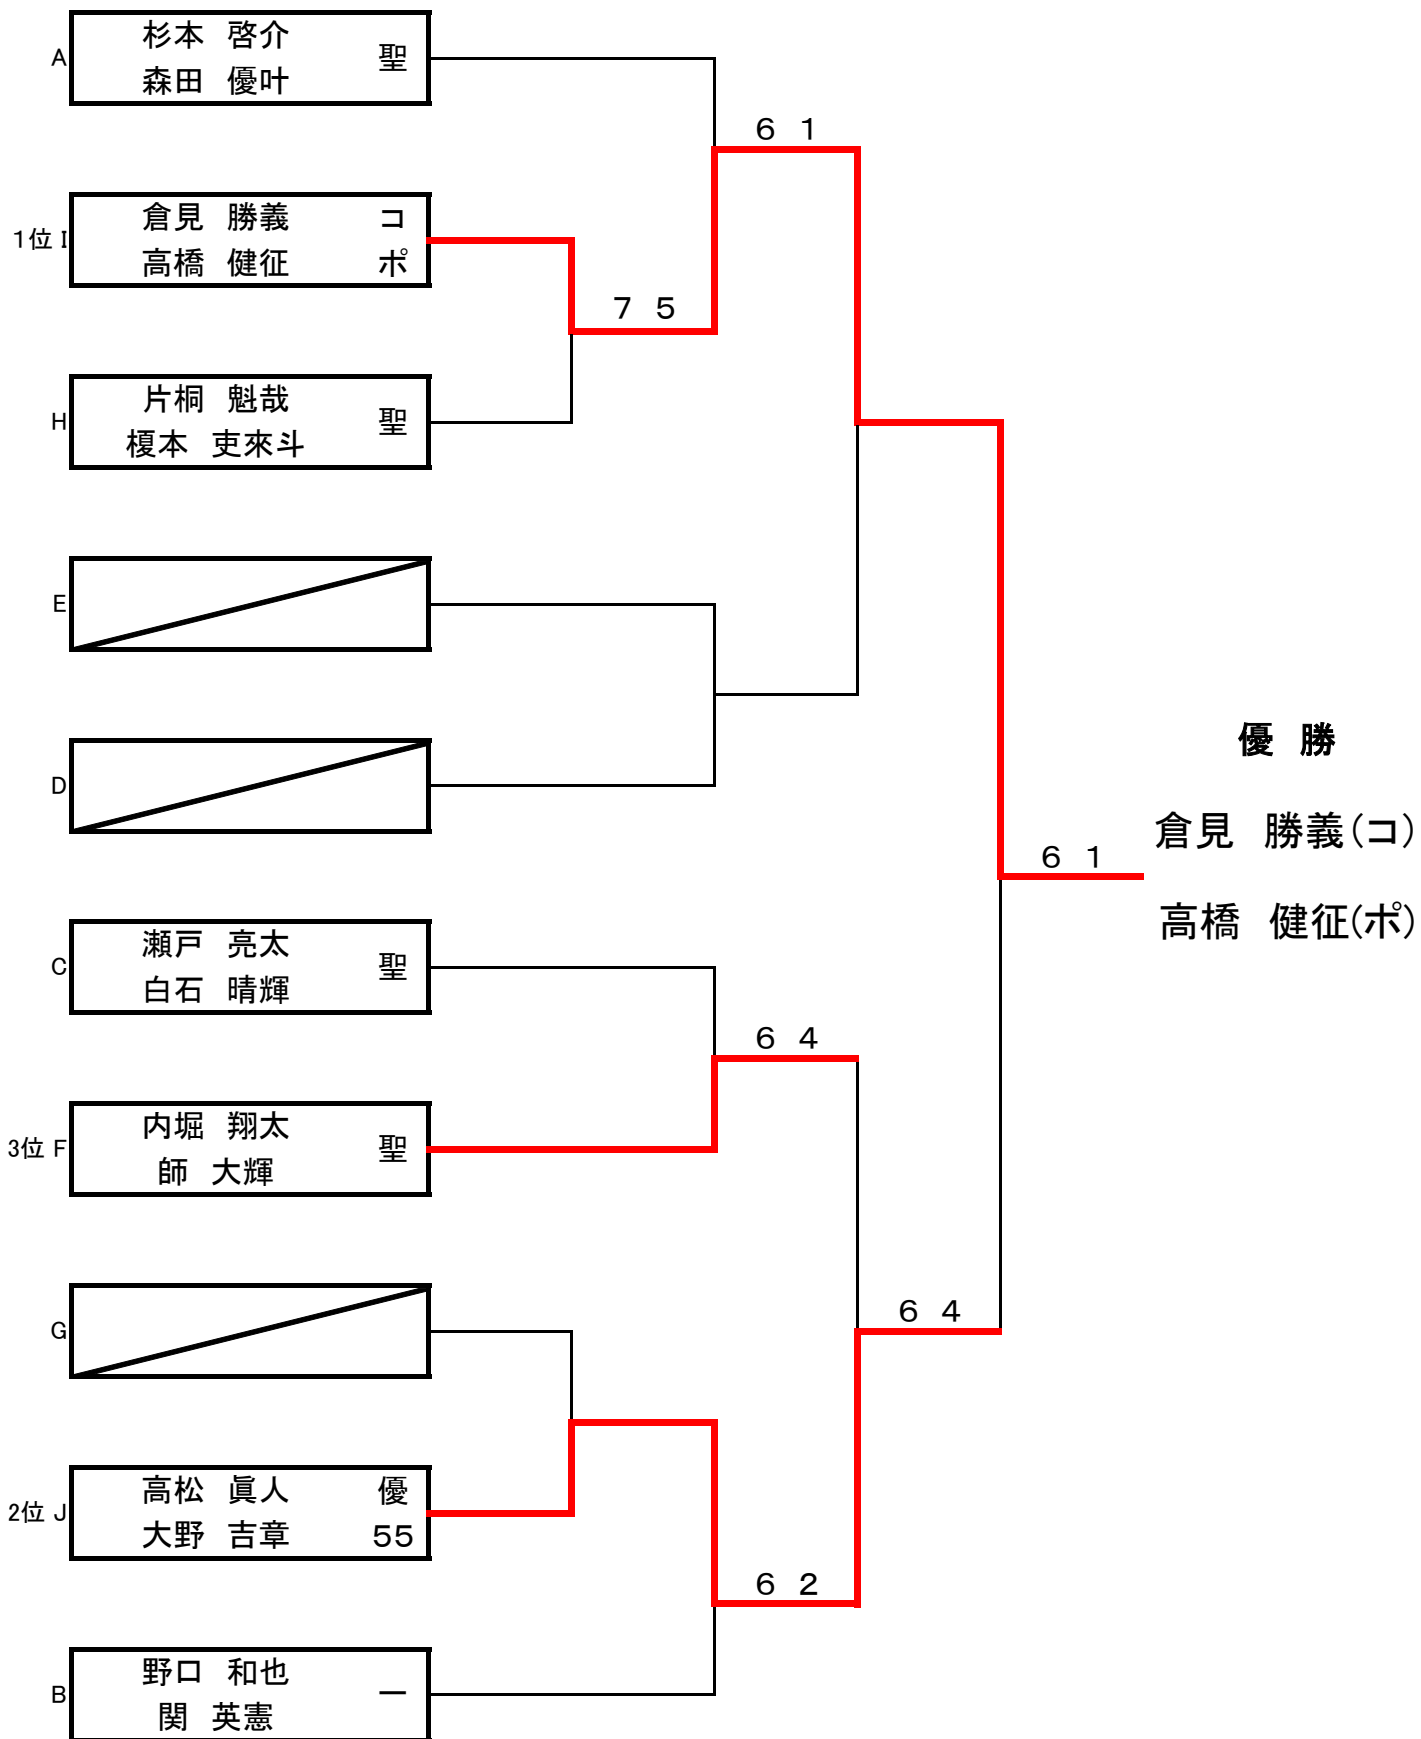 A
杉本　啓介
聖
森田　優叶
６　１
１位 I
倉見　勝義　コ
高橋　健征　ポ
７　５
H
片桐　魁哉
聖
榎本　吏來斗
E
D
優　勝
倉見　勝義(コ)
６　１
高橋　健征(ポ)
C
瀬戸　亮太
聖
白石　晴輝
６　４
3位 F
内堀　翔太
聖
師　大輝
G
６　４
2位 J
高松　眞人　優
大野　吉章　55
６　２
B
野口　和也
一
関　英憲